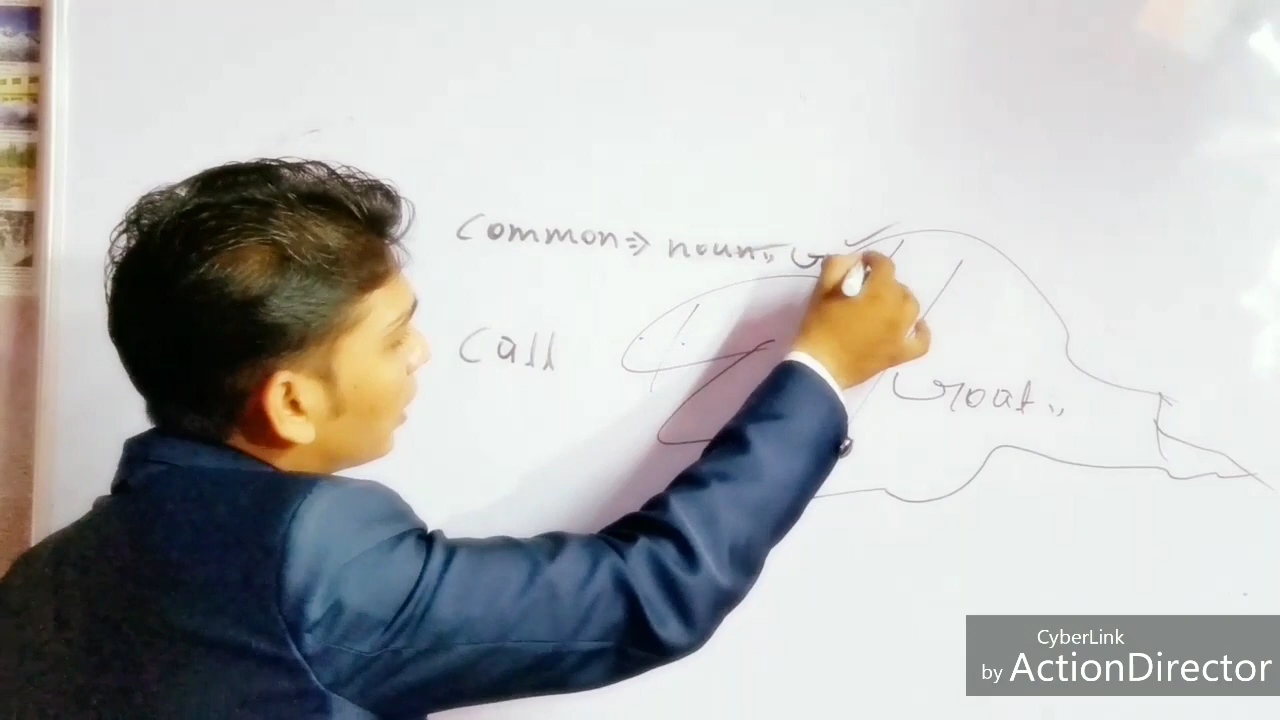 Common ⇒ noun,,
Call
Goat,,
CyberLink
by ActionDirector